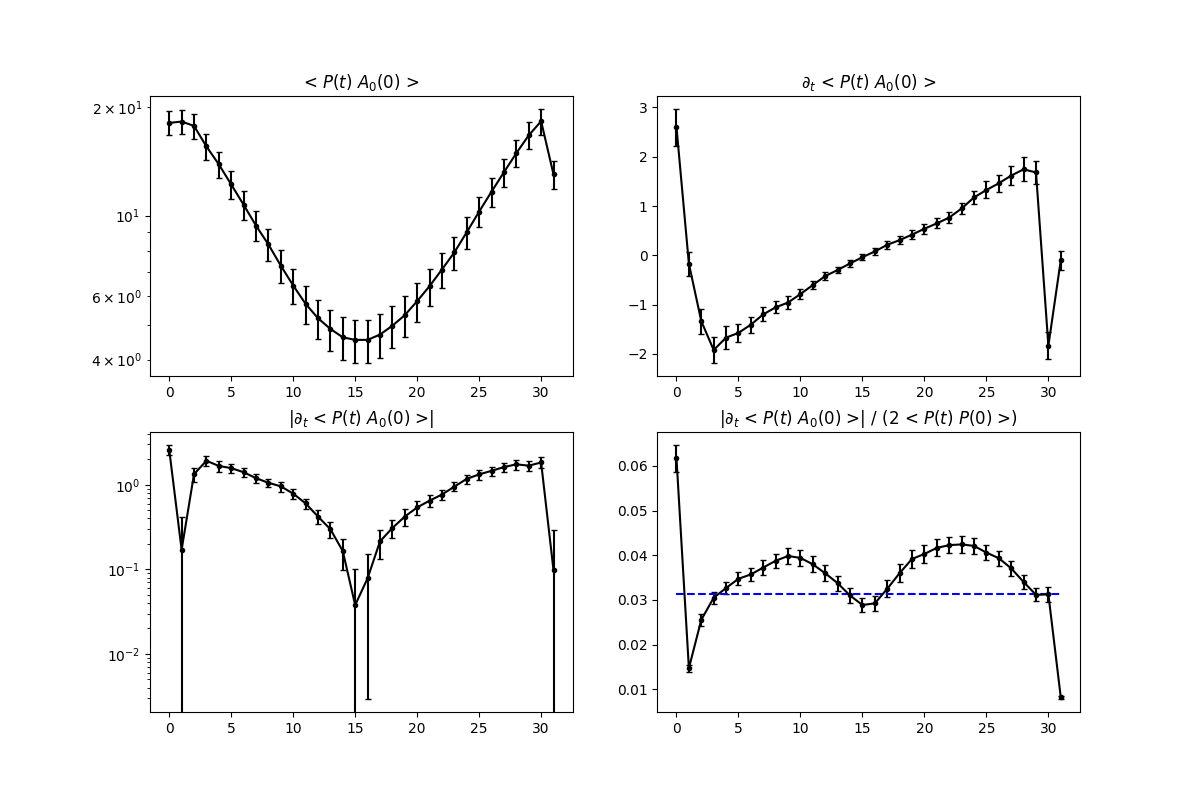 < P(t) A₀(0) >
2 × 10¹
10¹
6 × 10⁰
4 × 10⁰
0 5 10 15 20 25 30
∂ₜ < P(t) A₀(0) >
3
2
1
0
−1
−2
0 5 10 15 20 25 30
|∂ₜ < P(t) A₀(0) >|
10⁰
10⁻¹
10⁻²
0 5 10 15 20 25 30
|∂ₜ < P(t) A₀(0) >| / (2 < P(t) P(0) >)
0.06
0.05
0.04
0.03
0.02
0.01
0 5 10 15 20 25 30